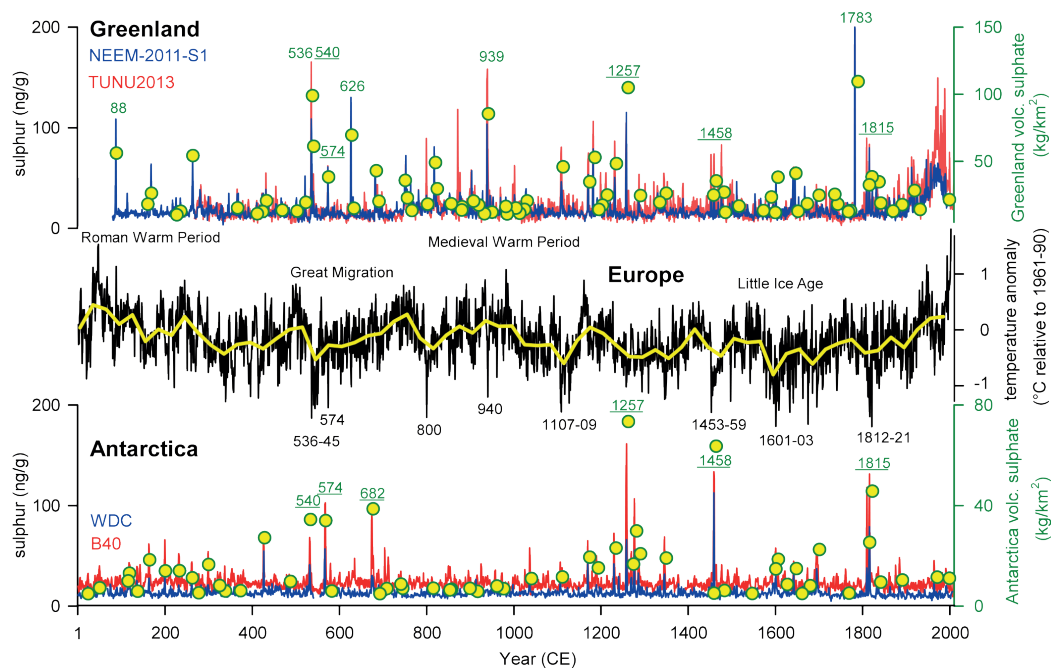 Greenland
NEEM-2011-S1
TUNU2013
200
100
0
sulphur (ng/g)
88
536 540
574
626
939
1257
1458
1783
1815
150
100
50
0
Greenland volc. sulphate
(kg/km²)
Roman Warm Period
Medieval Warm Period
Great Migration
Europe
Little Ice Age
1
0
-1
temperature anomaly
(°C relative to 1961-90)
574
536-45
800
940
1107-09
1453-59
1601-03
1812-21
Antarctica
WDC
B40
200
100
0
sulphur (ng/g)
540
574
682
1257
1458
1815
80
40
0
Antarctica volc. sulphate
(kg/km²)
1 200 400 600 800 1000 1200 1400 1600 1800 2000
Year (CE)